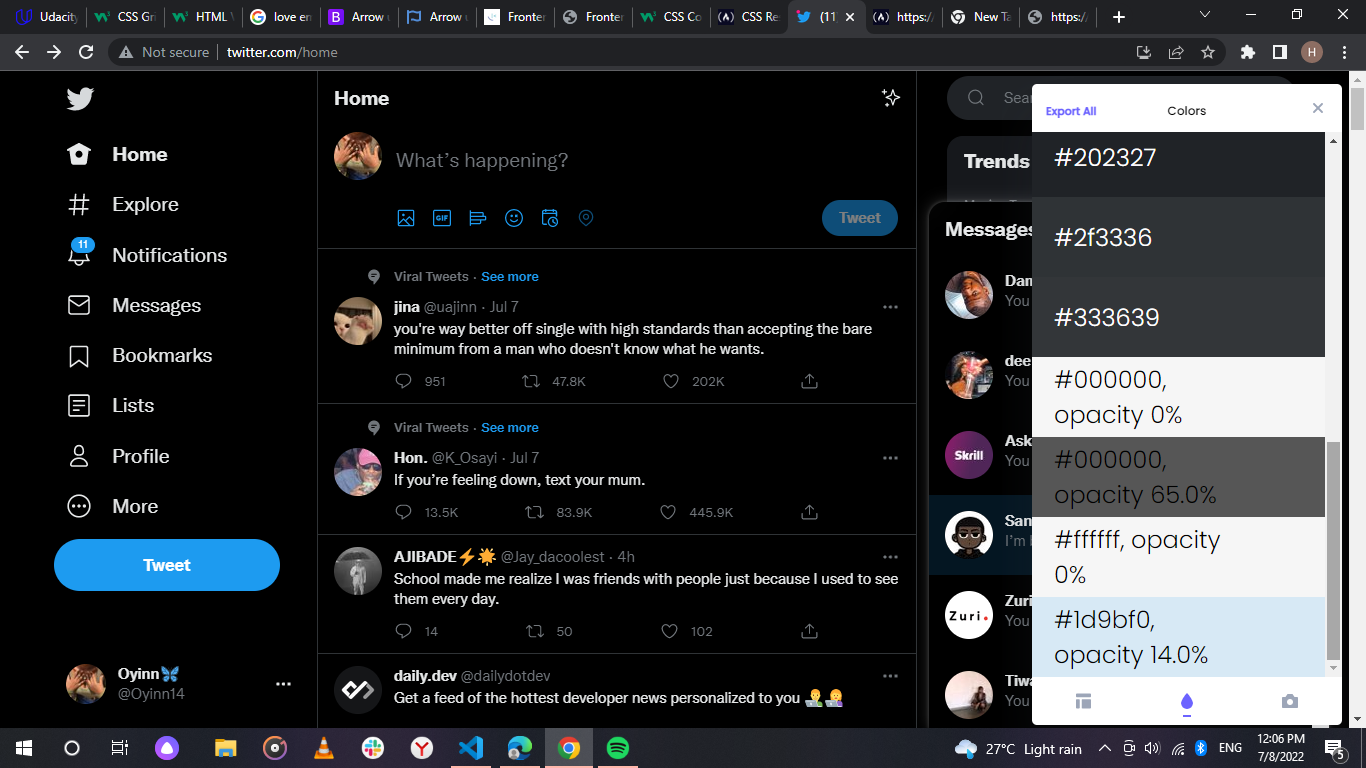 Udacity
CSS Gr
HTML V
love en
Arrow u
Arrow u
Fronten
Fronten
CSS Co
CSS Re
(11
https:/
New Ta
https:/
Not secure
twitter.com/home
H
Home
Explore
11
Notifications
Messages
Bookmarks
Lists
Profile
More
Tweet
Oyinn🦋
@Oyinn14
Home
What's happening?
GIF
Tweet
Viral Tweets · See more
jina @uajinn · Jul 7
you're way better off single with high standards than accepting the bare
minimum from a man who doesn't know what he wants.
951 47.8K 202K
Viral Tweets · See more
Hon. @K_Osayi · Jul 7
If you’re feeling down, text your mum.
13.5K 83.9K 445.9K
AJIBADE⚡🌟 @Jay_dacoolest · 4h
School made me realize I was friends with people just because I used to see
them every day.
14 50 102
daily.dev @dailydotdev
Get a feed of the hottest developer news personalized to you 👨‍💻👩‍💻
Sear
Trends
Messages
Dam
You
dee
You
Skrill
Ask
You
San
I'm
Zuri.
Zuri
You
Tiwa
You
Export All
Colors
#202327
#2f3336
#333639
#000000,
opacity 0%
#000000,
opacity 65.0%
#ffffff, opacity
0%
#1d9bf0,
opacity 14.0%
27°C Light rain
ENG
12:06 PM
7/8/2022
5